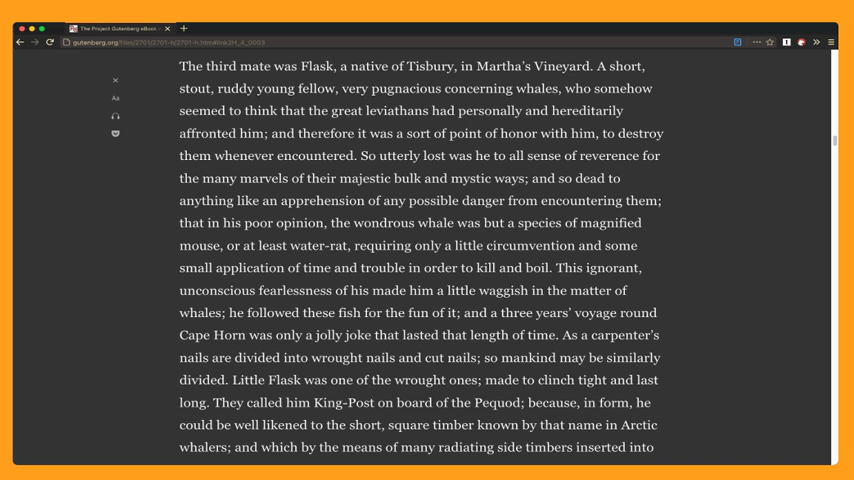 The Project Gutenberg eBook
gutenberg.org/files/2701/2701-h/2701-h.htm#link2H_4_0003
Aa
The third mate was Flask, a native of Tisbury, in Martha’s Vineyard. A short,
stout, ruddy young fellow, very pugnacious concerning whales, who somehow
seemed to think that the great leviathans had personally and hereditarily
affronted him; and therefore it was a sort of point of honor with him, to destroy
them whenever encountered. So utterly lost was he to all sense of reverence for
the many marvels of their majestic bulk and mystic ways; and so dead to
anything like an apprehension of any possible danger from encountering them;
that in his poor opinion, the wondrous whale was but a species of magnified
mouse, or at least water-rat, requiring only a little circumvention and some
small application of time and trouble in order to kill and boil. This ignorant,
unconscious fearlessness of his made him a little waggish in the matter of
whales; he followed these fish for the fun of it; and a three years’ voyage round
Cape Horn was only a jolly joke that lasted that length of time. As a carpenter’s
nails are divided into wrought nails and cut nails; so mankind may be similarly
divided. Little Flask was one of the wrought ones; made to clinch tight and last
long. They called him King-Post on board of the Pequod; because, in form, he
could be well likened to the short, square timber known by that name in Arctic
whalers; and which by the means of many radiating side timbers inserted into